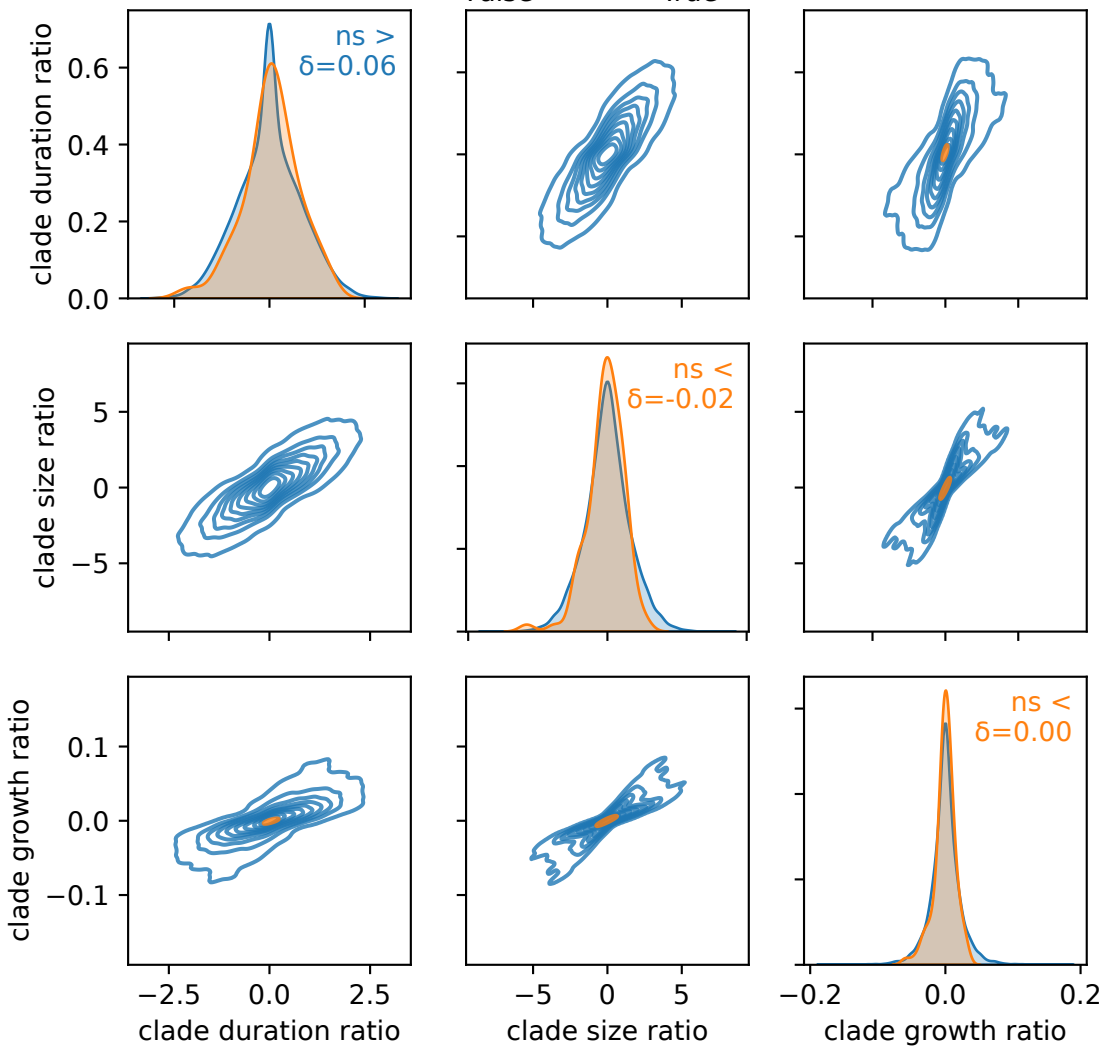 clade duration ratio
0.6
0.4
0.2
0.0
ns >
δ=0.06
clade size ratio
5
0
−5
ns <
δ=-0.02
clade growth ratio
0.1
0.0
−0.1
ns <
δ=0.00
−2.5 0.0 2.5
−5 0 5
−0.2 0.0 0.2
clade duration ratio
clade size ratio
clade growth ratio